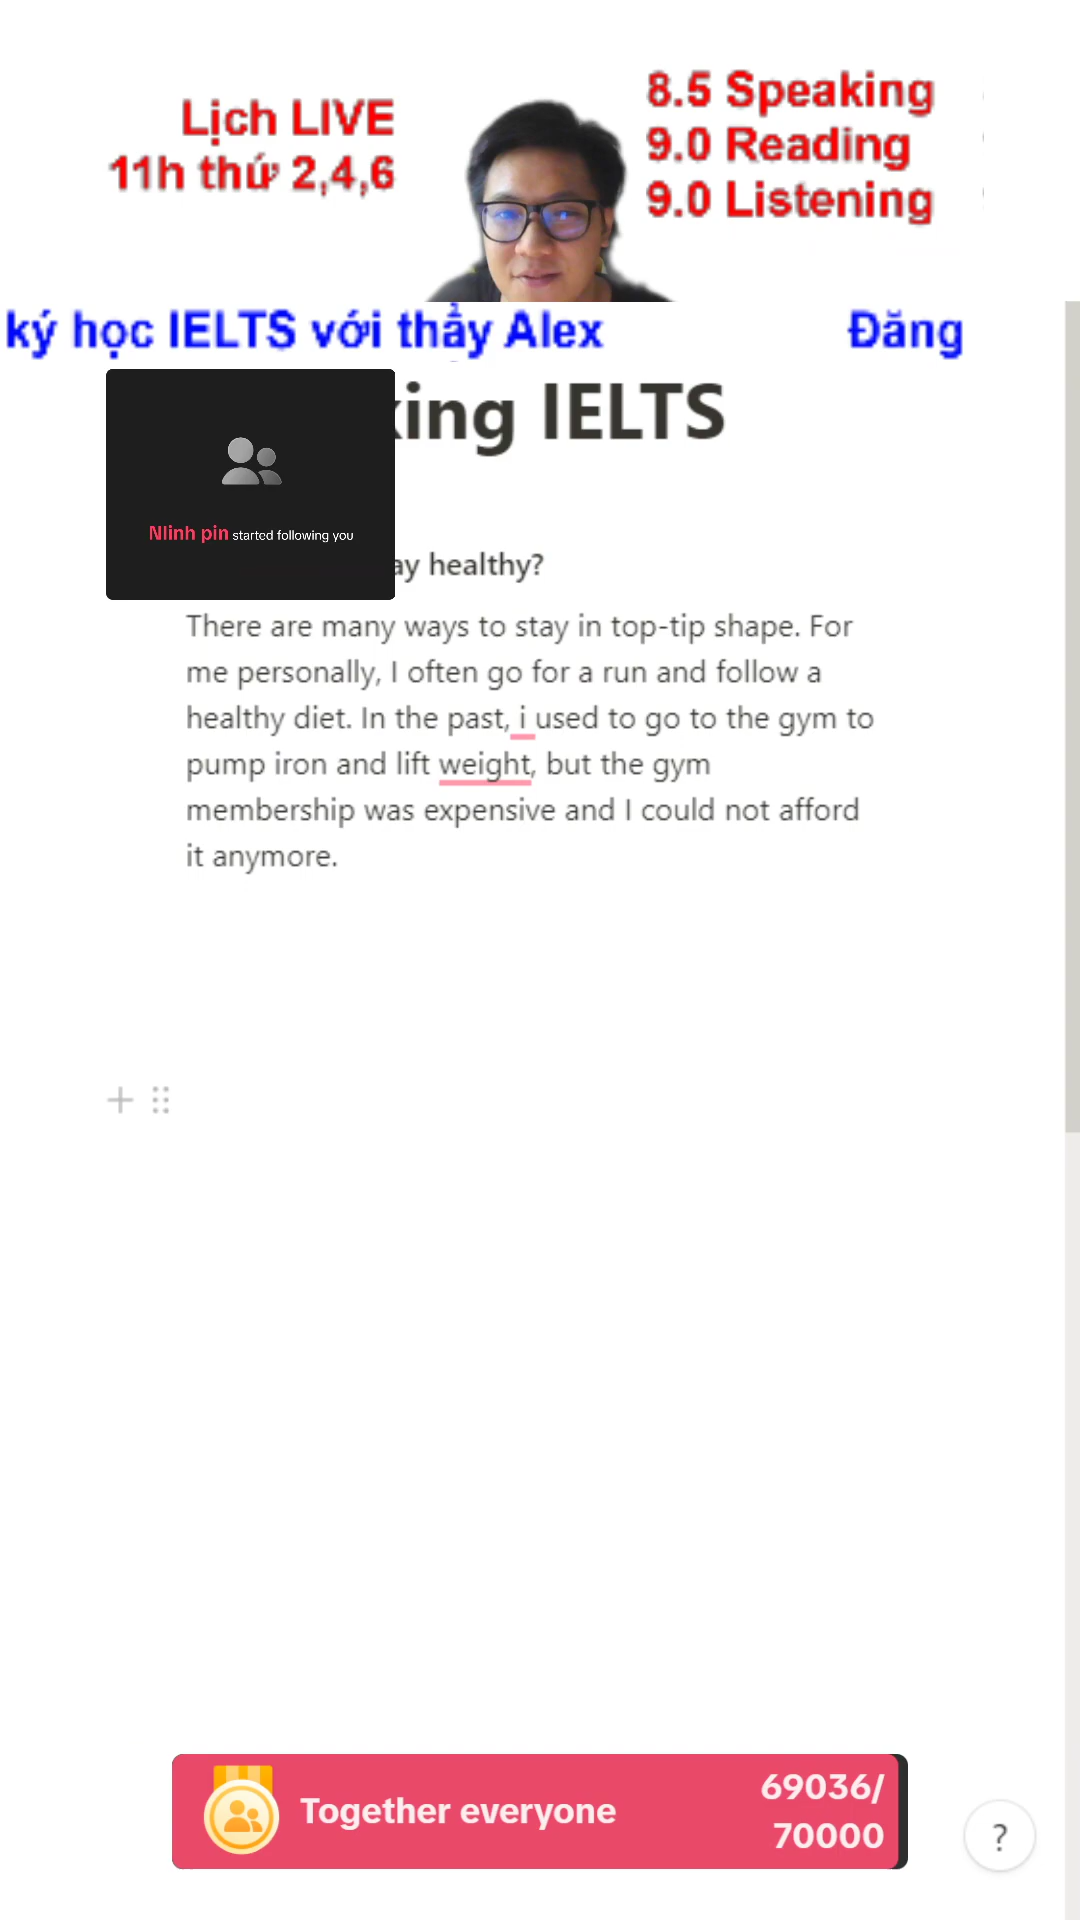 Lịch LIVE
11h thứ 2,4,6
8.5 Speaking
9.0 Reading
9.0 Listening
ký học IELTS với thầy Alex Đăng
king IELTS
Nlinh pin started following you
ay healthy?
There are many ways to stay in top-tip shape. For
me personally, I often go for a run and follow a
healthy diet. In the past, i used to go to the gym to
pump iron and lift weight, but the gym
membership was expensive and I could not afford
it anymore.
Together everyone
69036/
70000
?